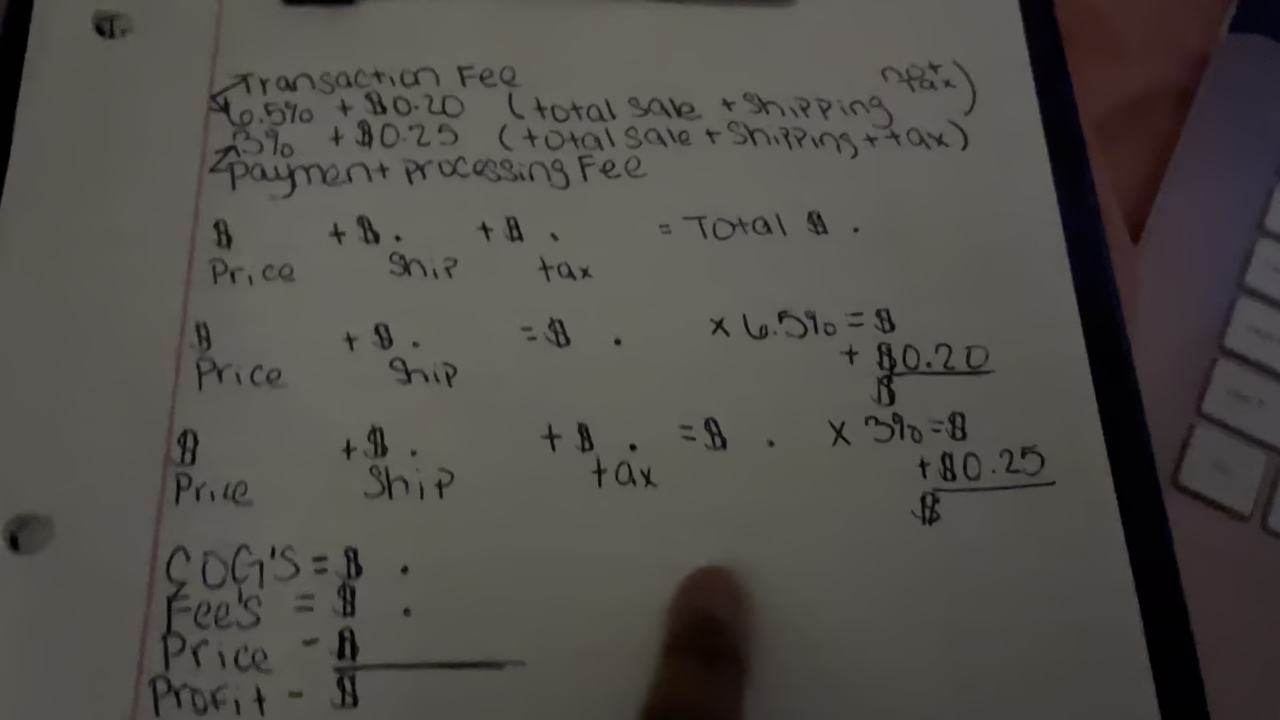 Transaction Fee
6.5% + $0.20 (total sale + Shipping not tax)
3% + $0.25 (total sale + Shipping + tax)
payment processing Fee
$ + $ . + $ . = Total $ .
Price Ship tax
$ + $ . = $ . x 6.5% = $
Price Ship + $0.20
$
$ + $ . + $ . = $ . x 3% = $
Price Ship tax + $0.25
$
COG'S = $ .
Fee's = $ .
Price - $
Profit - $